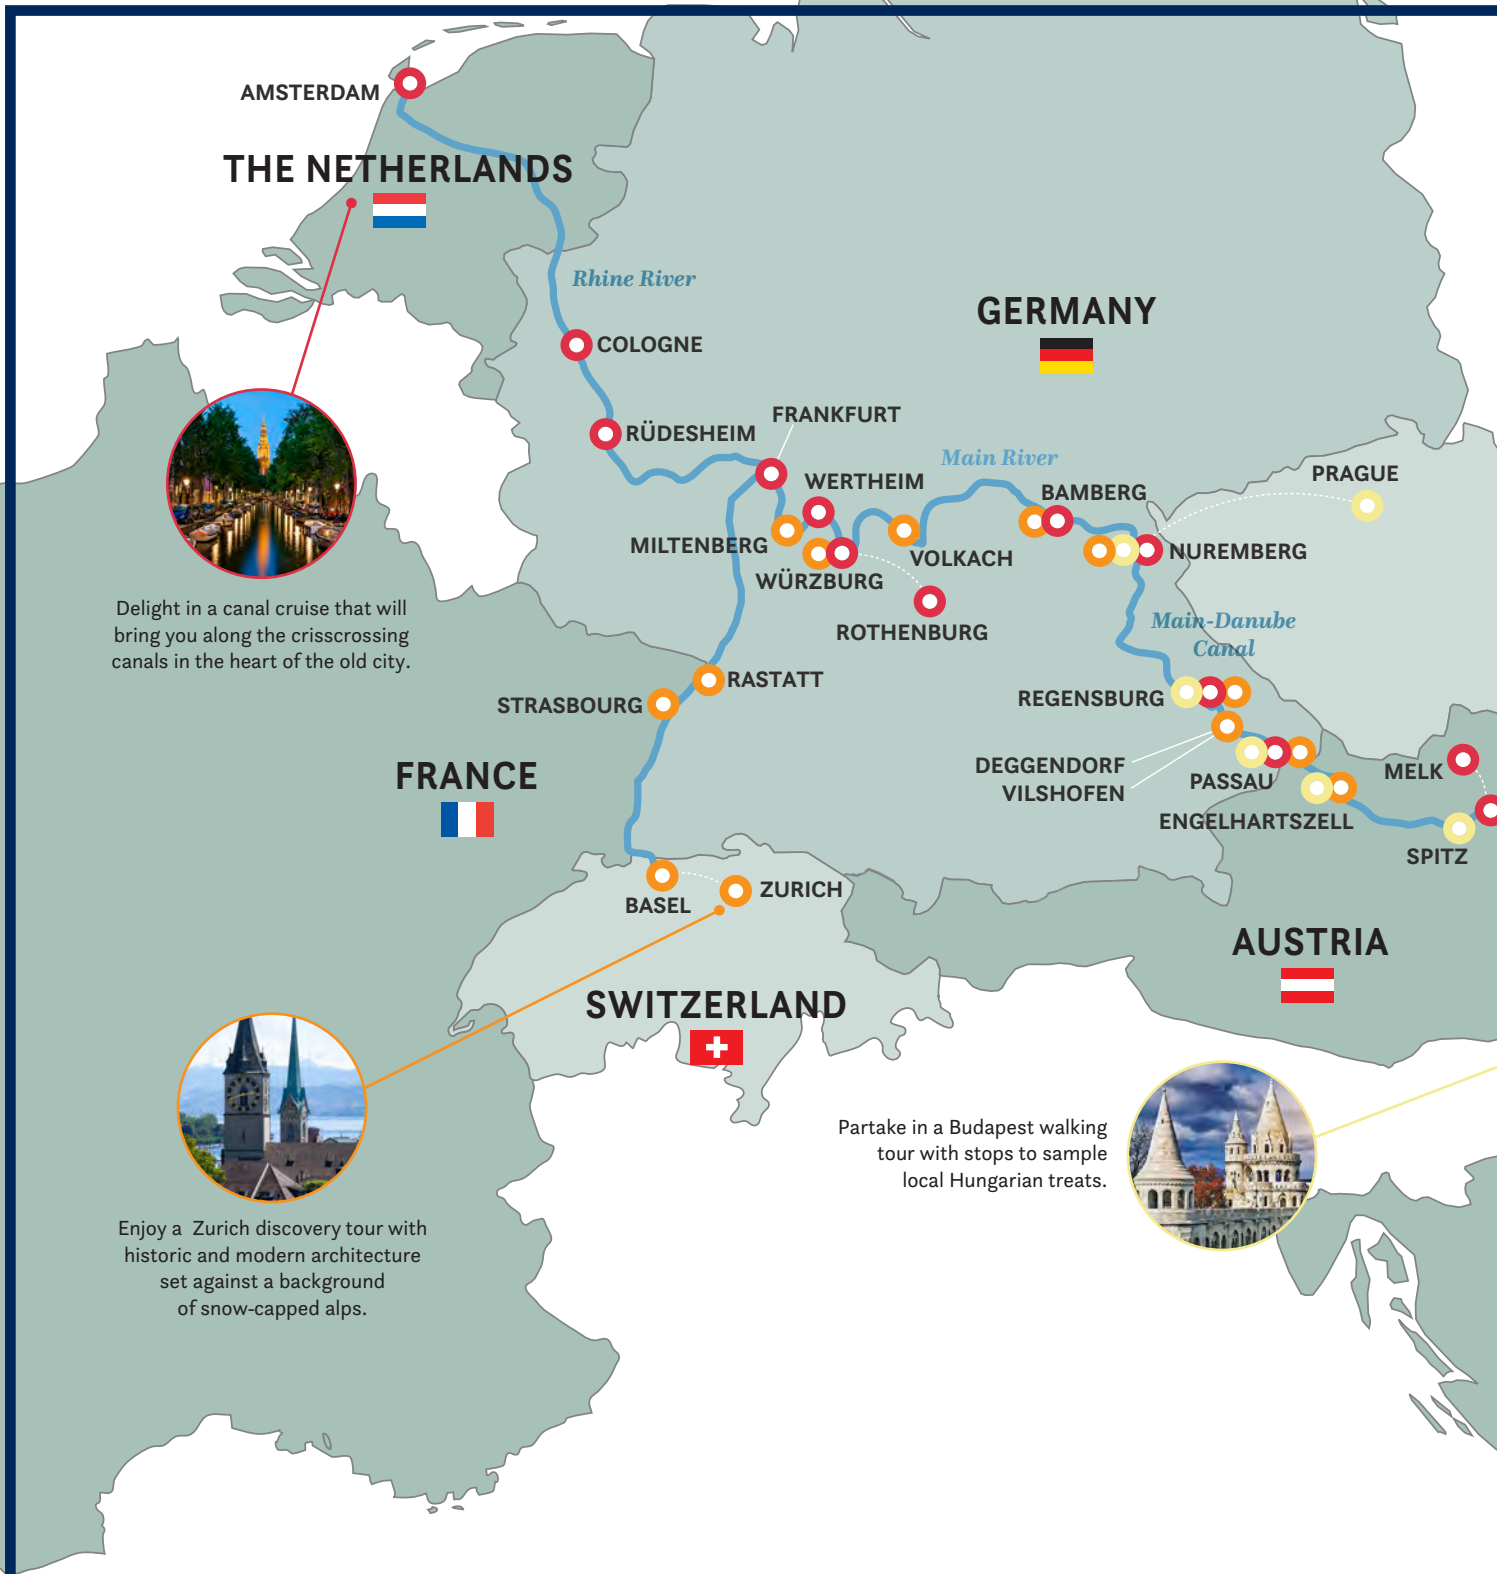 AMSTERDAM
THE NETHERLANDS
Rhine River
GERMANY
COLOGNE
FRANKFURT
RÜDESHEIM
Main River
WERTHEIM
PRAGUE
BAMBERG
MILTENBERG
VOLKACH
NUREMBERG
WÜRZBURG
Delight in a canal cruise that will
bring you along the crisscrossing
canals in the heart of the old city.
ROTHENBURG
Main-Danube
Canal
RASTATT
STRASBOURG
REGENSBURG
DEGGENDORF
VILSHOFEN
FRANCE
PASSAU
MELK
ENGELHARTSZELL
SPITZ
BASEL
ZURICH
AUSTRIA
SWITZERLAND
Partake in a Budapest walking
tour with stops to sample
local Hungarian treats.
Enjoy a  Zurich discovery tour with
historic and modern architecture
set against a background
of snow-capped alps.